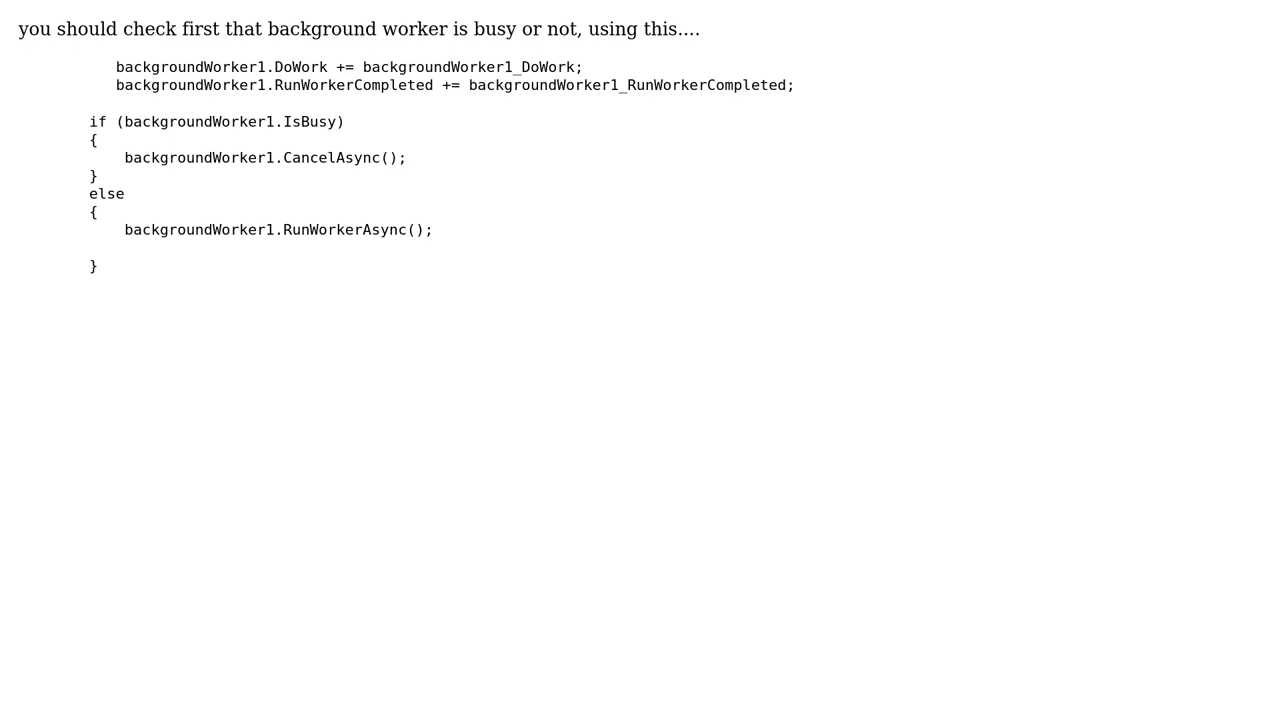 you should check first that background worker is busy or not, using this....
backgroundWorker1.DoWork += backgroundWorker1_DoWork;
backgroundWorker1.RunWorkerCompleted += backgroundWorker1_RunWorkerCompleted;
if (backgroundWorker1.IsBusy)
{
backgroundWorker1.CancelAsync();
}
else
{
backgroundWorker1.RunWorkerAsync();
}